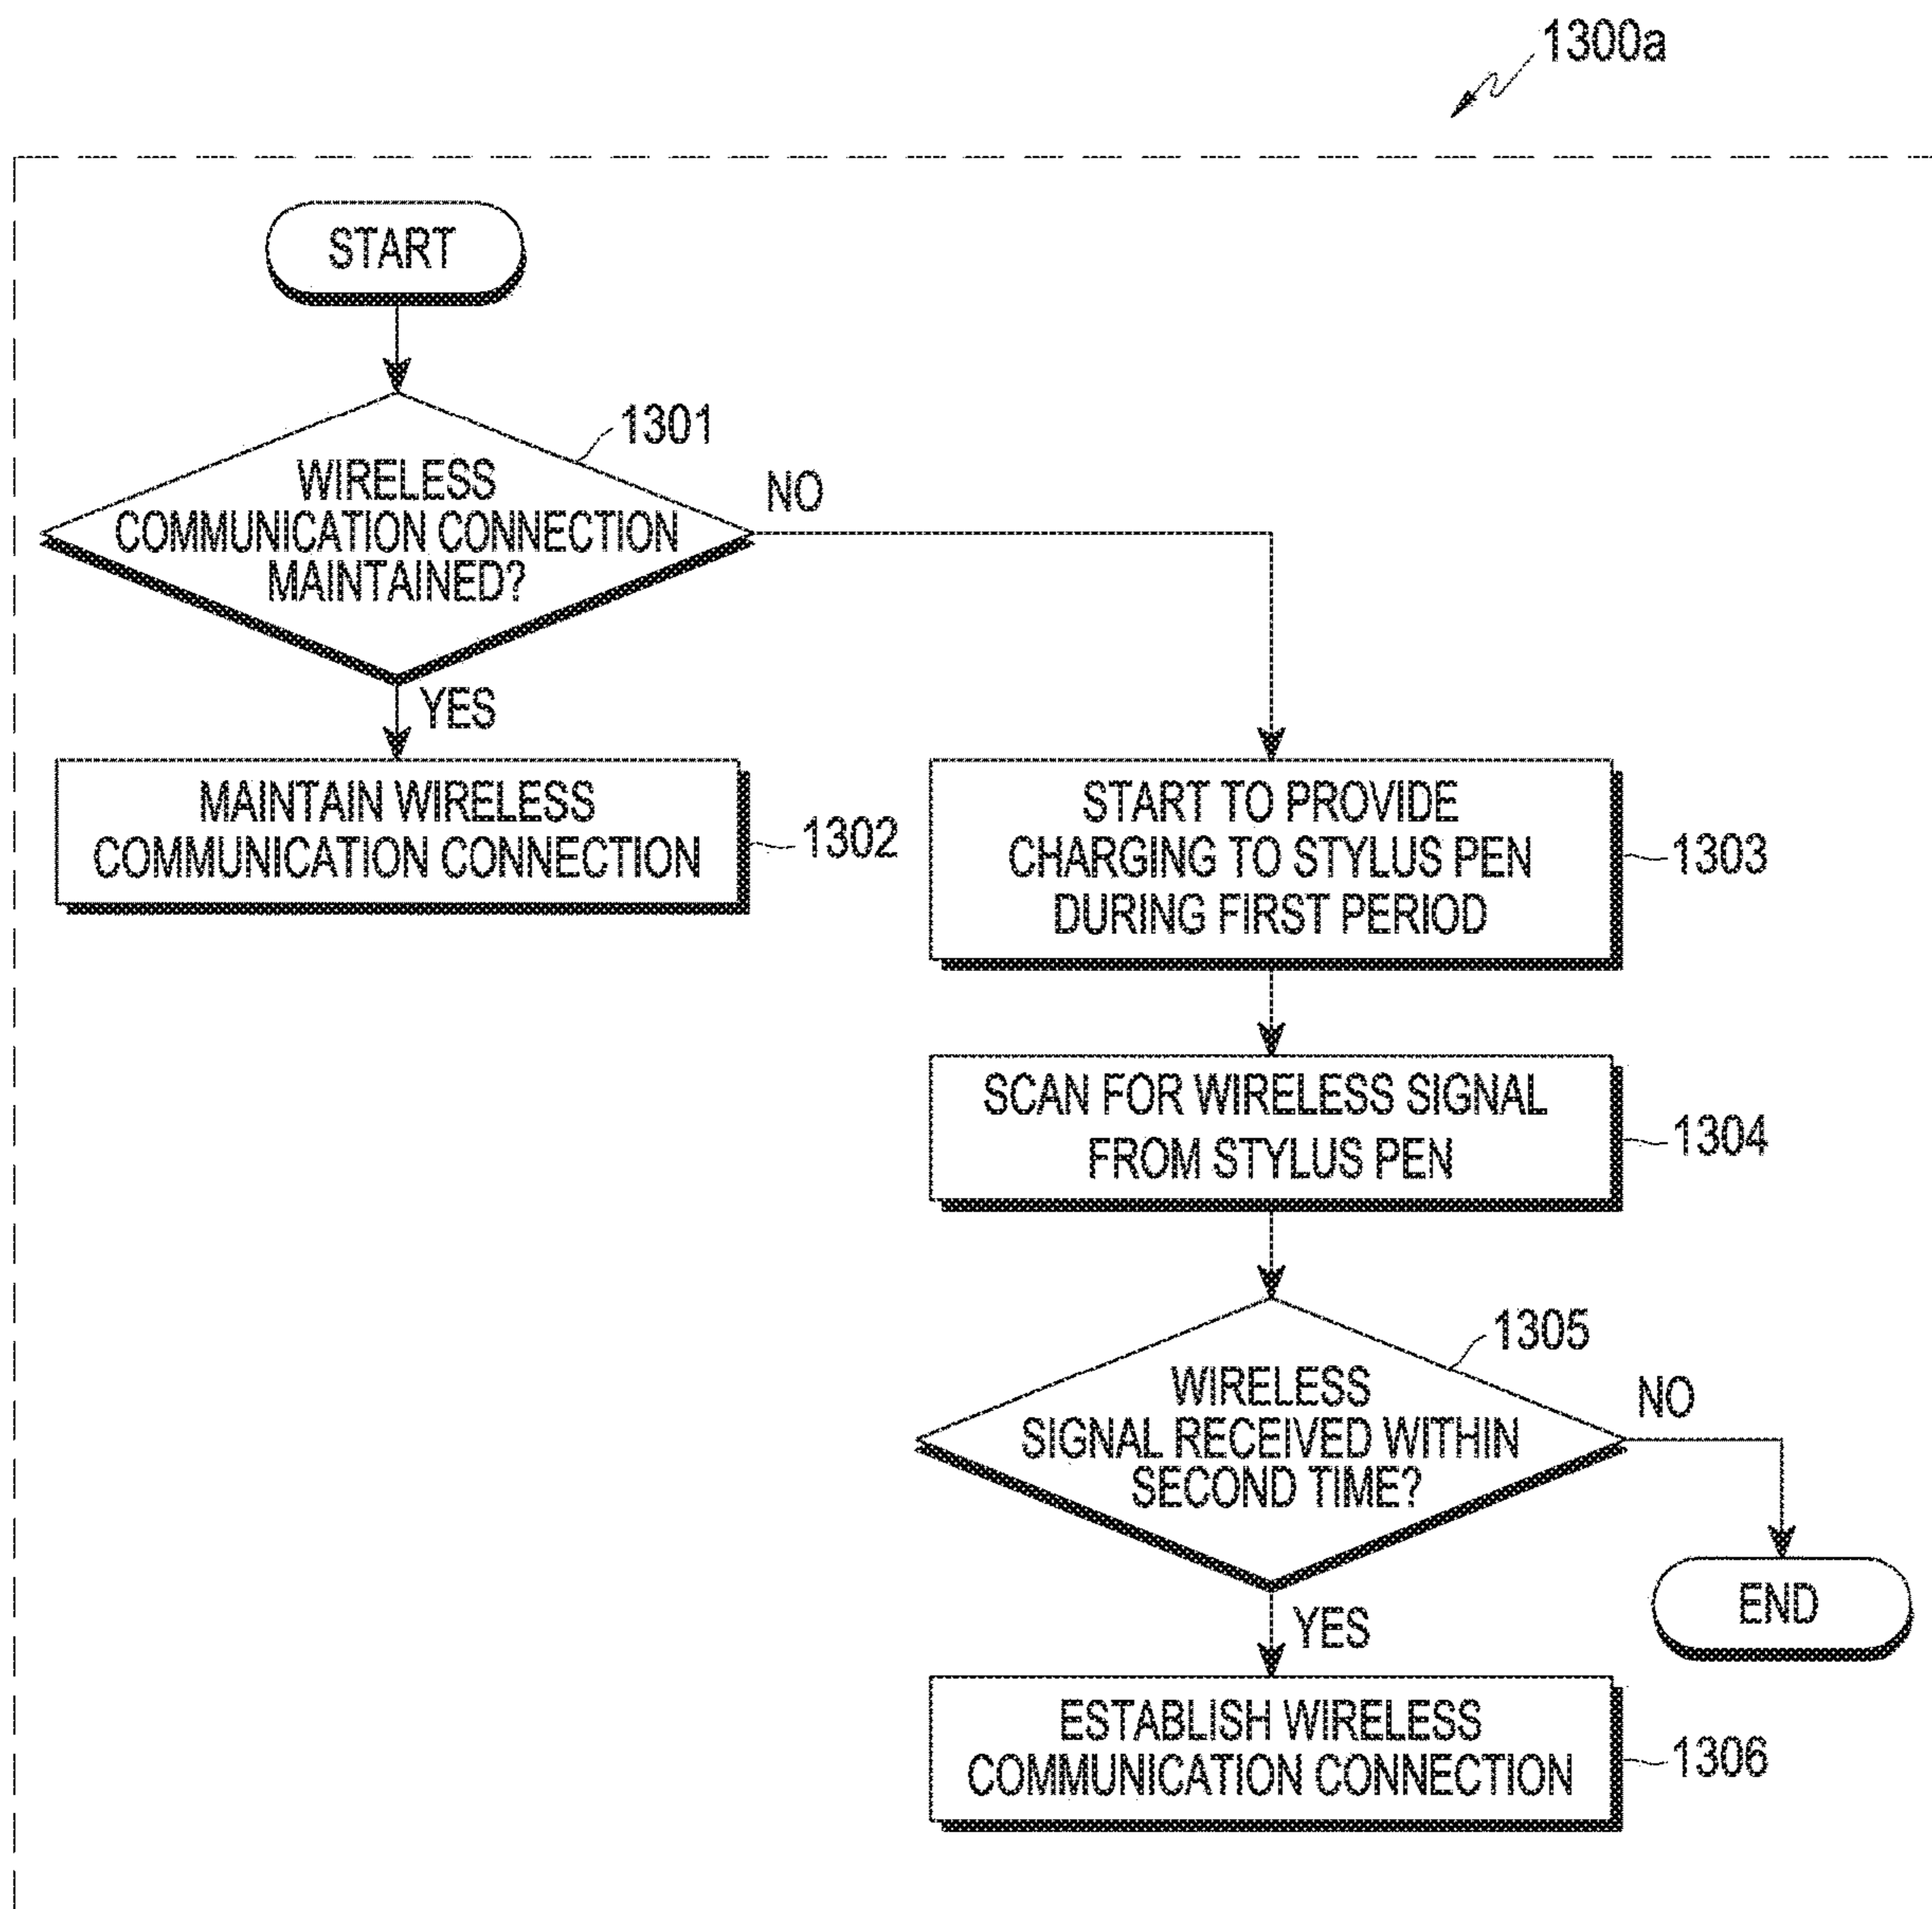 1300a
START
1301
WIRELESS
COMMUNICATION CONNECTION
MAINTAINED?
NO
YES
MAINTAIN WIRELESS
COMMUNICATION CONNECTION
1302
START TO PROVIDE
CHARGING TO STYLUS PEN
DURING FIRST PERIOD
1303
SCAN FOR WIRELESS SIGNAL
FROM STYLUS PEN
1304
1305
WIRELESS
SIGNAL RECEIVED WITHIN
SECOND TIME?
NO
END
YES
ESTABLISH WIRELESS
COMMUNICATION CONNECTION
1306